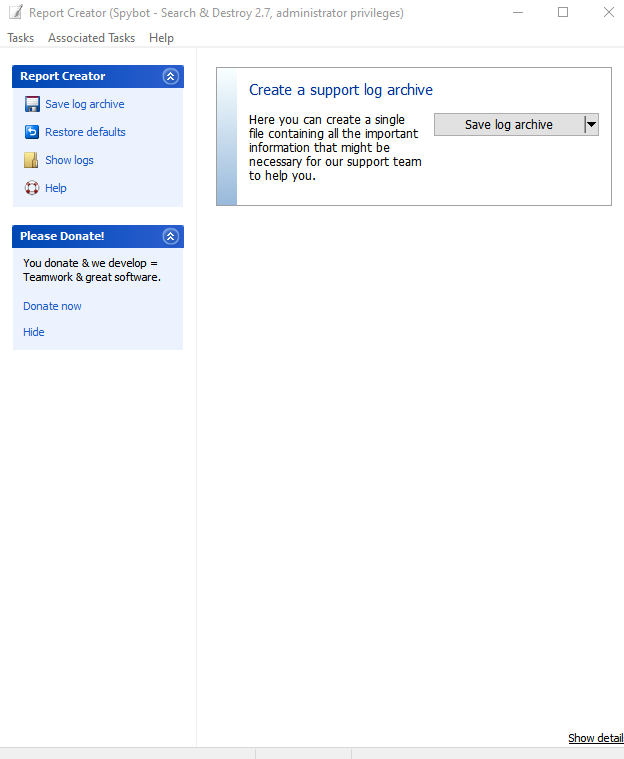 Report Creator (Spybot - Search & Destroy 2.7, administrator privileges)
Tasks Associated Tasks Help
Report Creator
Save log archive
Restore defaults
Show logs
Help
Please Donate!
You donate & we develop =
Teamwork & great software.
Donate now
Hide
Create a support log archive
Here you can create a single
file containing all the important
information that might be
necessary for our support team
to help you.
Save log archive
Show detail